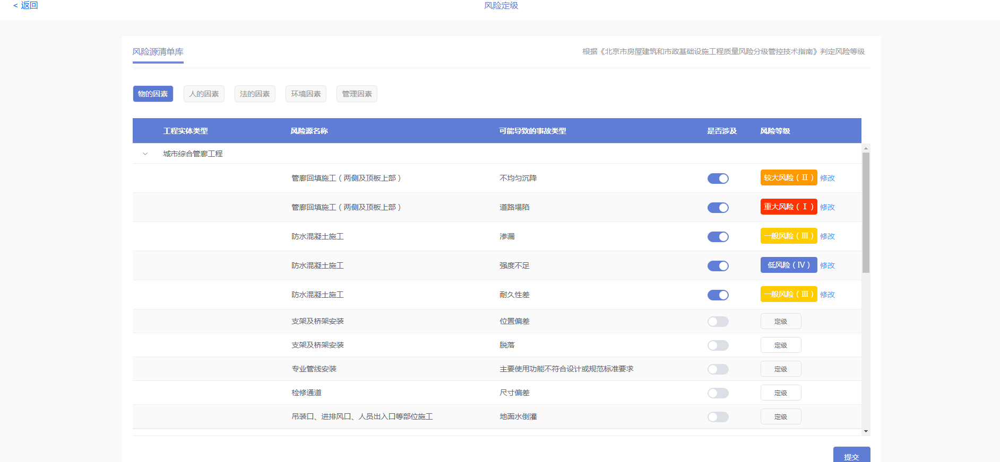 < 返回
风险定级
风险源清单库
根据《北京市房屋建筑和市政基础设施工程质量风险分级管控技术指南》判定风险等级
物的因素 人的因素 法的因素 环境因素 管理因素
工程实体类型 风险源名称 可能导致的事故类型 是否涉及 风险等级
城市综合管廊工程
管廊回填施工（两侧及顶板上部） 不均匀沉降 较大风险（Ⅱ） 修改
管廊回填施工（两侧及顶板上部） 道路塌陷 重大风险（Ⅰ） 修改
防水混凝土施工 渗漏 一般风险（Ⅲ） 修改
防水混凝土施工 强度不足 低风险（Ⅳ） 修改
防水混凝土施工 耐久性差 一般风险（Ⅲ） 修改
支架及桥架安装 位置偏差 定级
支架及桥架安装 脱落 定级
专业管线安装 主要使用功能不符合设计或规范标准要求 定级
检修通道 尺寸偏差 定级
吊装口、进排风口、人员出入口等部位施工 地面水倒灌 定级
提交